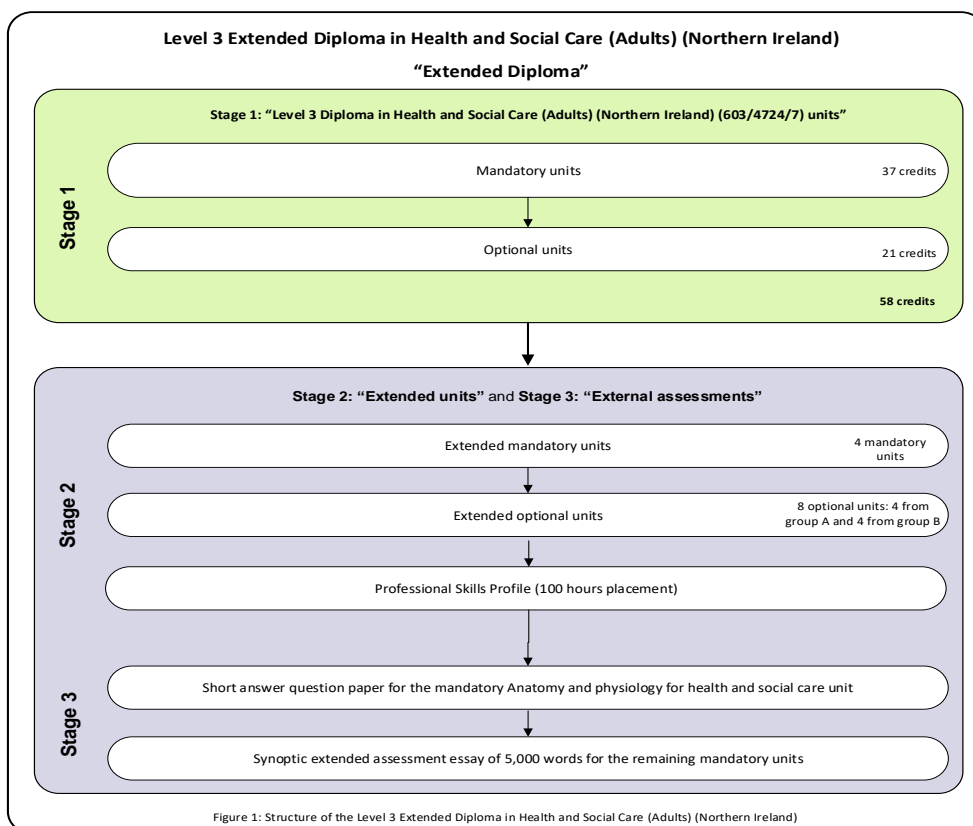 Level 3 Extended Diploma in Health and Social Care (Adults) (Northern Ireland)
“Extended Diploma”
Stage 1: “Level 3 Diploma in Health and Social Care (Adults) (Northern Ireland) (603/4724/7) units”
Stage 1
Mandatory units
37 credits
Optional units
21 credits
58 credits
Stage 2: “Extended units” and Stage 3: “External assessments”
Stage 2
Extended mandatory units
4 mandatory
units
Extended optional units
8 optional units: 4 from
group A and 4 from group B
Professional Skills Profile (100 hours placement)
Stage 3
Short answer question paper for the mandatory Anatomy and physiology for health and social care unit
Synoptic extended assessment essay of 5,000 words for the remaining mandatory units
Figure 1: Structure of the Level 3 Extended Diploma in Health and Social Care (Adults) (Northern Ireland)